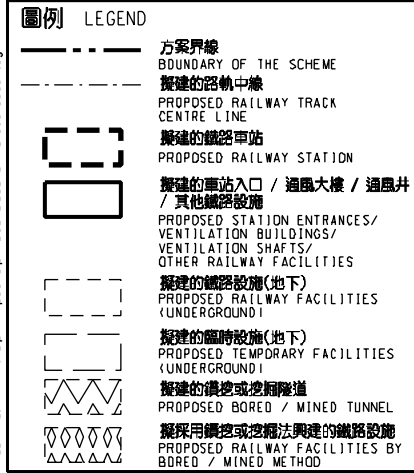 圖例 LEGEND
方案界線
BOUNDARY OF THE SCHEME
擬建的路軌中線
PROPOSED RAILWAY TRACK
CENTRE LINE
擬建的鐵路車站
PROPOSED RAILWAY STATION
擬建的車站入口 / 通風大樓 / 通風井
/ 其他鐵路設施
PROPOSED STATION ENTRANCES/
VENTILATION BUILDINGS/
VENTILATION SHAFTS/
OTHER RAILWAY FACILITIES
擬建的鐵路設施(地下)
PROPOSED RAILWAY FACILITIES
(UNDERGROUND)
擬建的臨時設施(地下)
PROPOSED TEMPORARY FACILITIES
(UNDERGROUND)
擬建的鑽挖或挖掘隧道
PROPOSED BORED / MINED TUNNEL
擬採用鑽挖或挖掘法興建的鐵路設施
PROPOSED RAILWAY FACILITIES BY
BORED / MINED METHOD